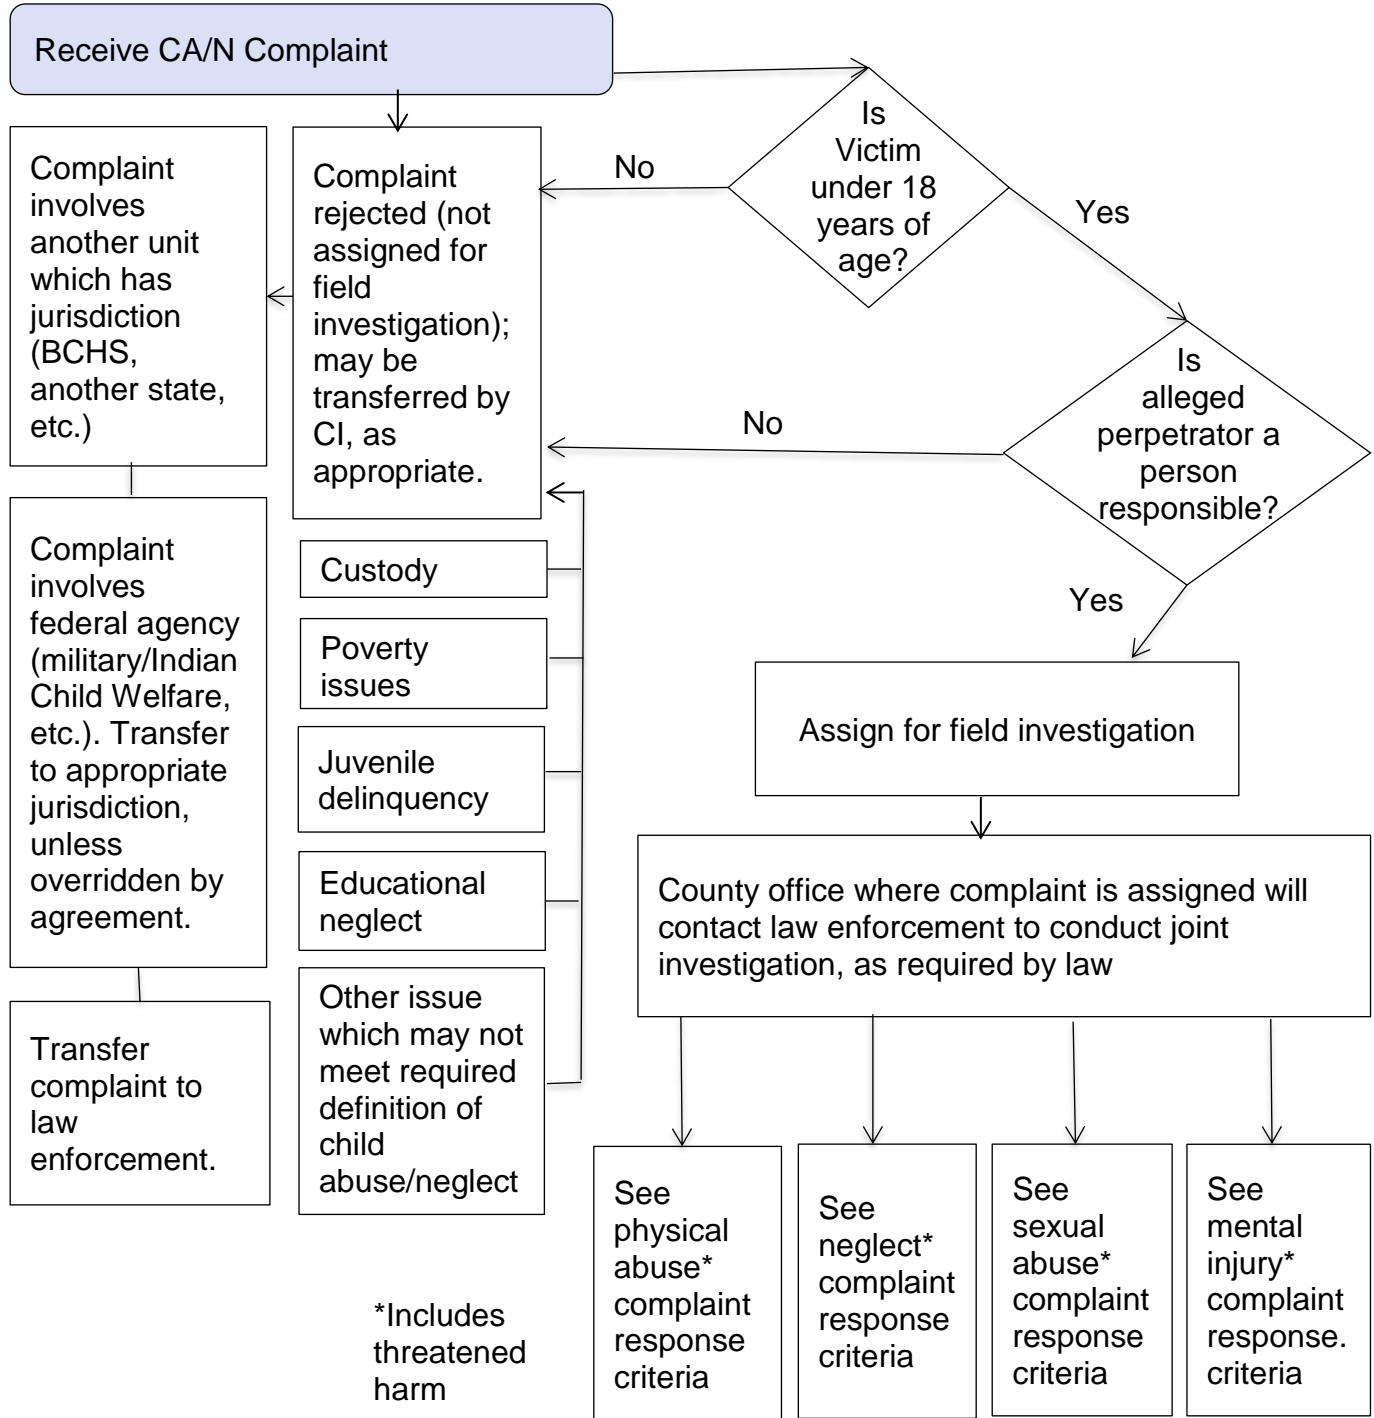 Receive CA/N Complaint
Is
Victim
under 18
years of
age?
No
Yes
Complaint
involves
another unit
which has
jurisdiction
(BCHS,
another state,
etc.)
Complaint
rejected (not
assigned for
field
investigation);
may be
transferred by
CI, as
appropriate.
Is
alleged
perpetrator a
person
responsible?
No
Yes
Complaint
involves
federal agency
(military/Indian
Child Welfare,
etc.). Transfer
to appropriate
jurisdiction,
unless
overridden by
agreement.
Custody
Poverty
issues
Juvenile
delinquency
Educational
neglect
Other issue
which may not
meet required
definition of
child
abuse/neglect
Assign for field investigation
County office where complaint is assigned will
contact law enforcement to conduct joint
investigation, as required by law
Transfer
complaint to
law
enforcement.
See
physical
abuse*
complaint
response
criteria
See
neglect*
complaint
response
criteria
See
sexual
abuse*
complaint
response
criteria
See
mental
injury*
complaint
response.
criteria
*Includes
threatened
harm